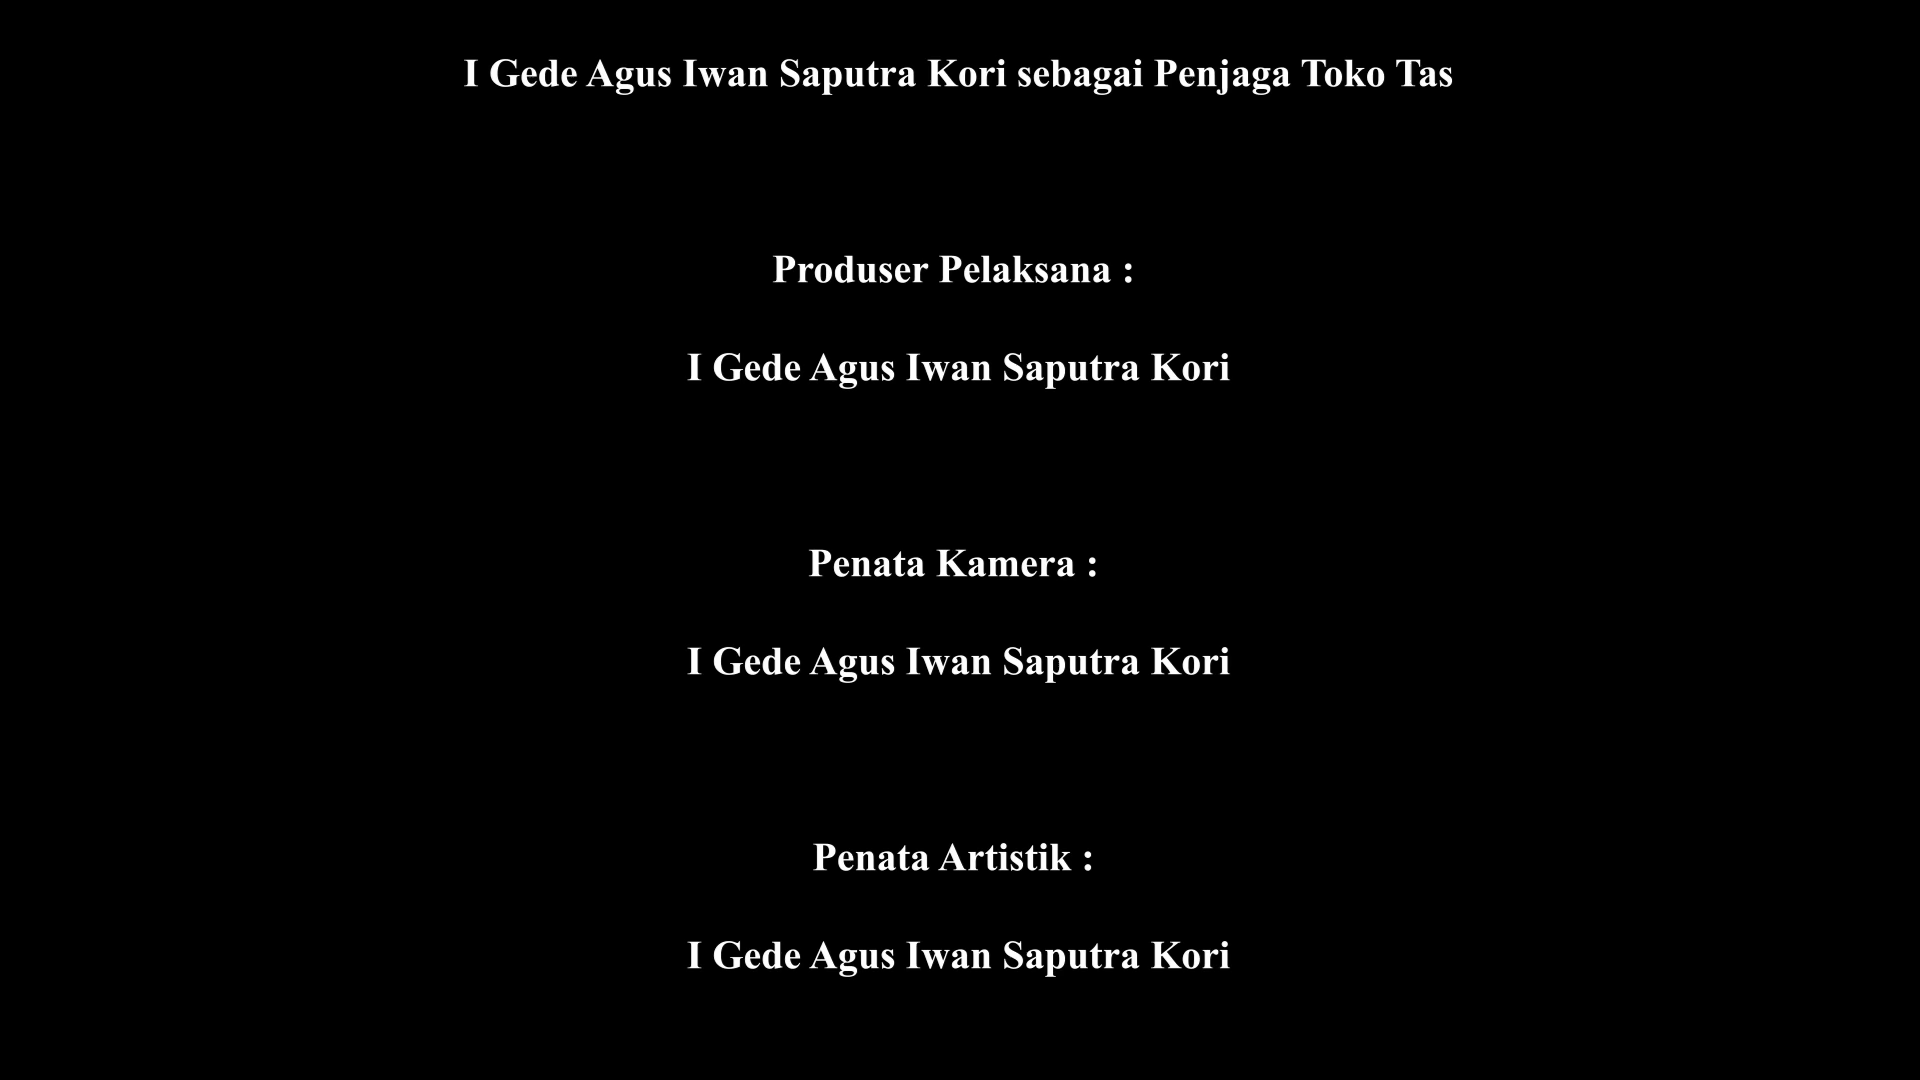 I Gede Agus Iwan Saputra Kori sebagai Penjaga Toko Tas
Produser Pelaksana :
I Gede Agus Iwan Saputra Kori
Penata Kamera :
I Gede Agus Iwan Saputra Kori
Penata Artistik :
I Gede Agus Iwan Saputra Kori